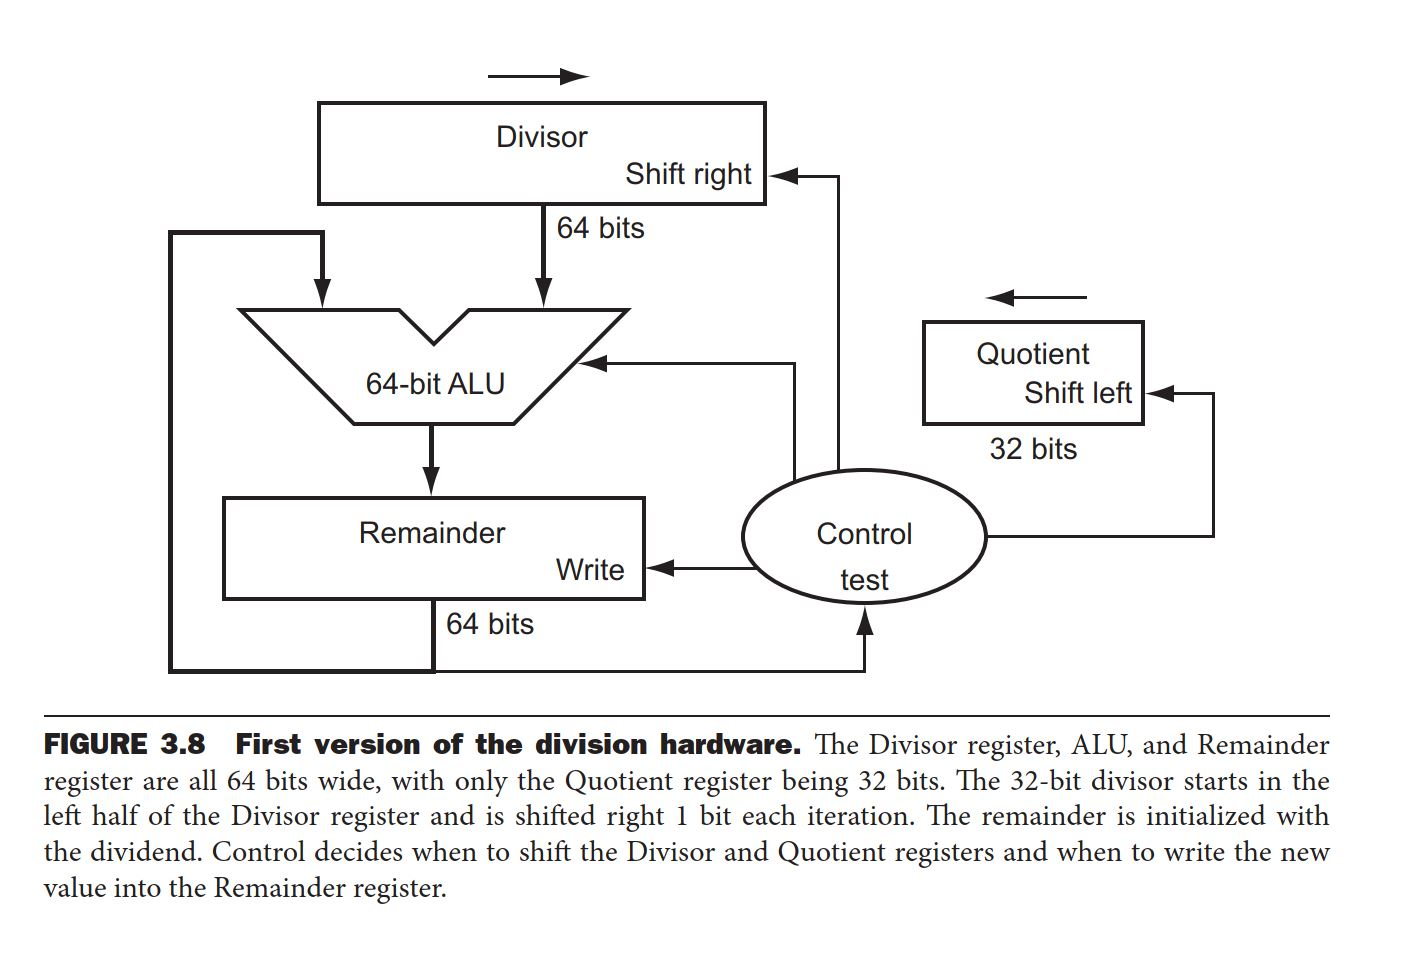 Divisor
Shift right
64 bits
64-bit ALU
Quotient
Shift left
32 bits
Remainder
Write
Control
test
64 bits
FIGURE 3.8 First version of the division hardware. The Divisor register, ALU, and Remainder
register are all 64 bits wide, with only the Quotient register being 32 bits. The 32-bit divisor starts in the
left half of the Divisor register and is shifted right 1 bit each iteration. The remainder is initialized with
the dividend. Control decides when to shift the Divisor and Quotient registers and when to write the new
value into the Remainder register.